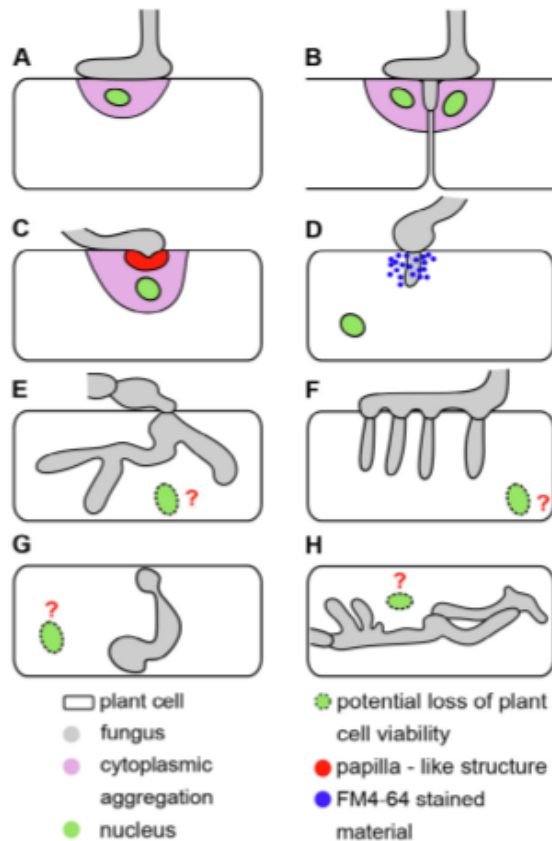 A
B
C
D
E
?
F
?
G
?
H
?
plant cell
fungus
cytoplasmic
aggregation
nucleus
potential loss of plant
cell viability
papilla - like structure
FM4-64 stained
material